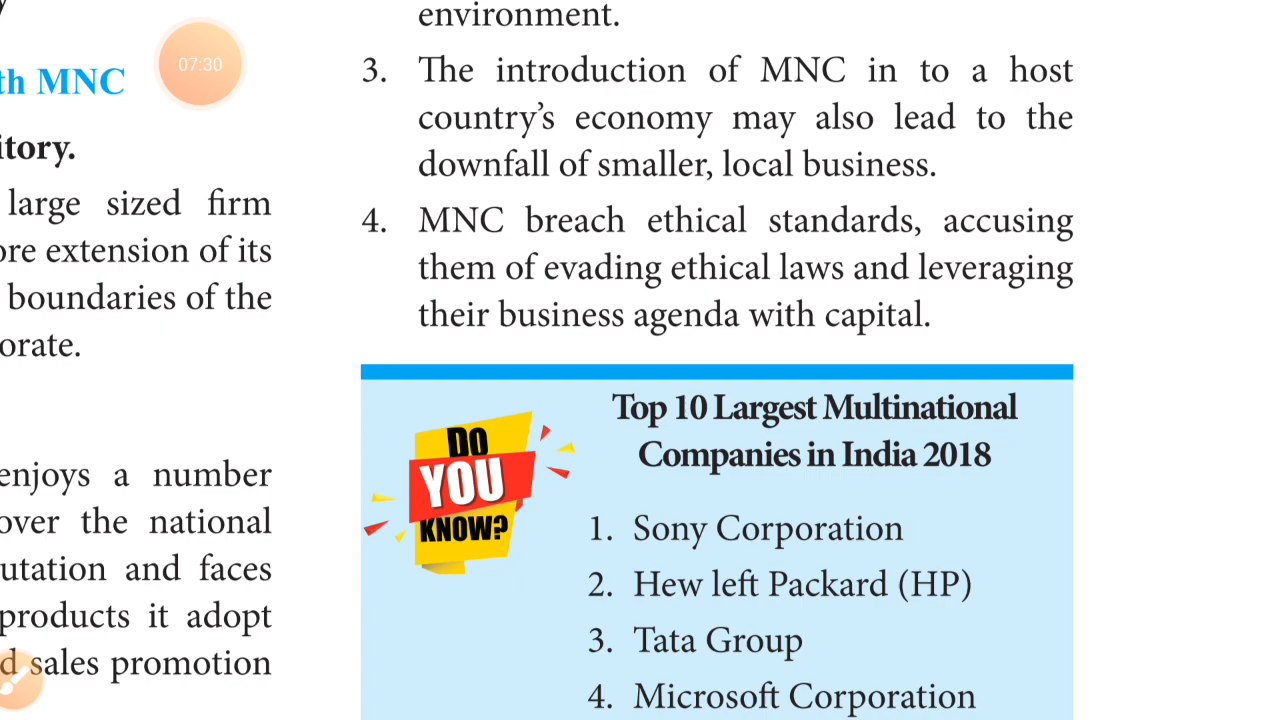 th MNC
07:30
itory.
large sized firm
ore extension of its
boundaries of the
orate.
enjoys a number
over the national
utation and faces
products it adopt
d sales promotion
environment.
3. The introduction of MNC in to a host
country's economy may also lead to the
downfall of smaller, local business.
4. MNC breach ethical standards, accusing
them of evading ethical laws and leveraging
their business agenda with capital.
DO
YOU
KNOW?
Top 10 Largest Multinational
Companies in India 2018
1. Sony Corporation
2. Hew left Packard (HP)
3. Tata Group
4. Microsoft Corporation